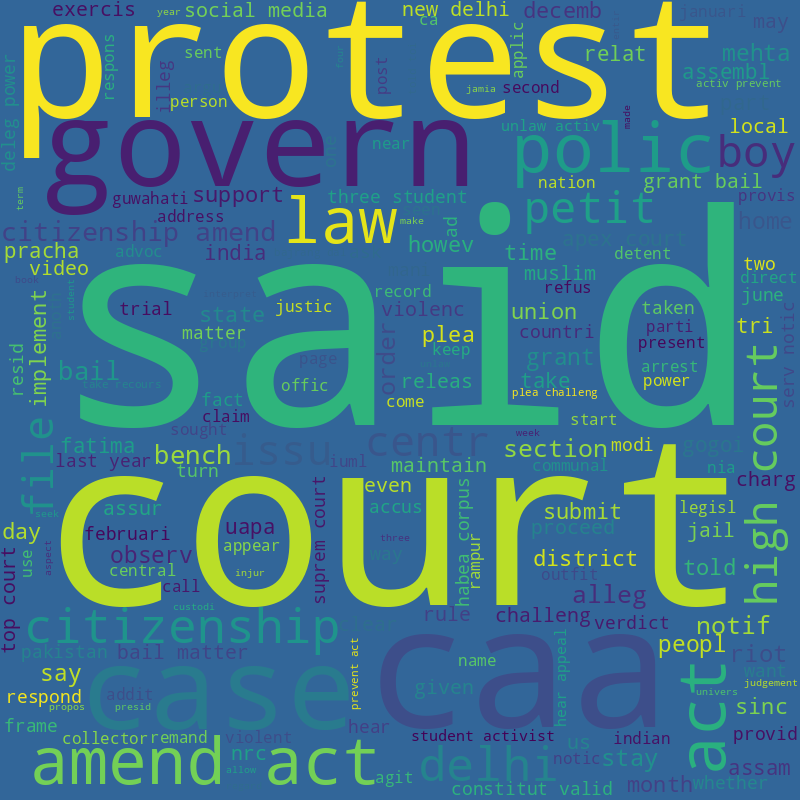 exercis year social media new delhi decemb januari may
ca
protest
respons sent illeg post applic relat mehta
assembl
deleg power person jamia second activ prevent
govern
near unlaw activ made local
polic boy
nation grant bail
term guwahati support three student provis
address law make petit home
citizenship amend india ad howev time apex court
pracha advoc muslim detent two
video said refus direct
record june
trial state justic violenc union taken
matter plea countri parti tri
order keep present
resid implement bail page grant arrest
take recours offic releas take power serv notic
fact come plea challeng
claim start
file sought week
fatima issu centr section modi gogoi
last year bench iuml maintain communal nia
turn even charg
assur court accus submit legisl high court
day februari uapa proceed jail
observ appear suprem court way three habea corpus rampur
use aspect central district told
top court call injur outfit
custodi alleg
citizenship rule challeng verdict notif
pakistan bail matter peopl riot
say case caa name want
respond addit prevent act given hear appeal act univers judgement
propos presid sinc
frame collector remand violent hear student activist us indian provid
nrc notic stay
amend act allow agit delhi month whether assam
constitut valid